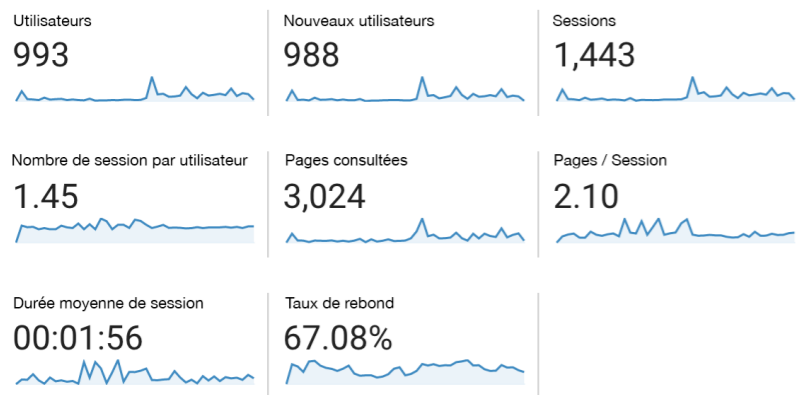 Utilisateurs
993
Nouveaux utilisateurs
988
Sessions
1,443
Nombre de session par utilisateur
1.45
Pages consultées
3,024
Pages / Session
2.10
Durée moyenne de session
00:01:56
Taux de rebond
67.08%